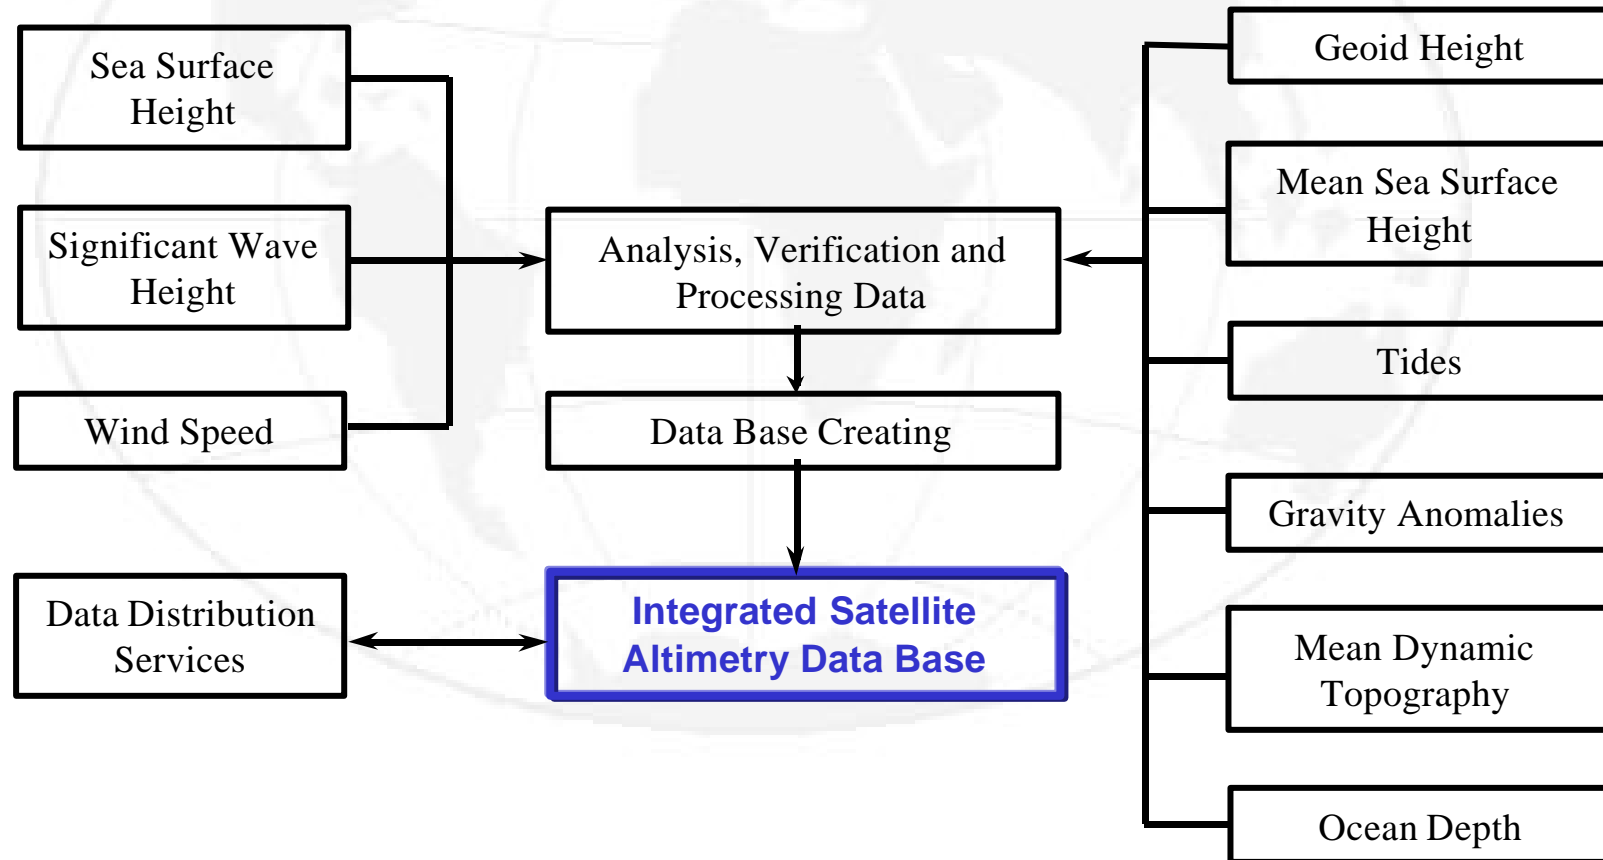 Sea Surface
Height
Significant Wave
Height
Wind Speed
Data Distribution
Services
Analysis, Verification and
Processing Data
Data Base Creating
Integrated Satellite
Altimetry Data Base
Geoid Height
Mean Sea Surface
Height
Tides
Gravity Anomalies
Mean Dynamic
Topography
Ocean Depth